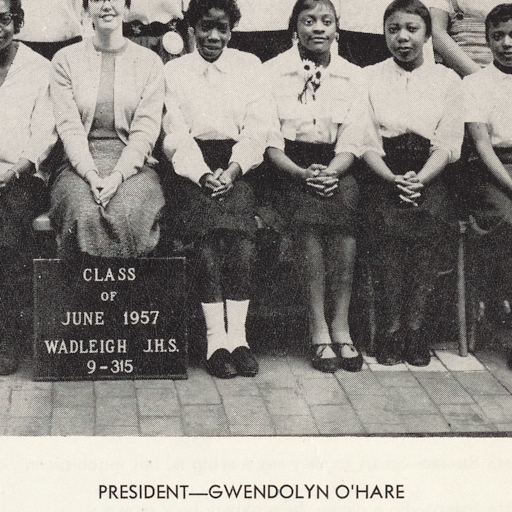 CLASS
OF
JUNE 1957
WADLEIGH J.H.S.
9-315
PRESIDENT—GWENDOLYN O'HARE